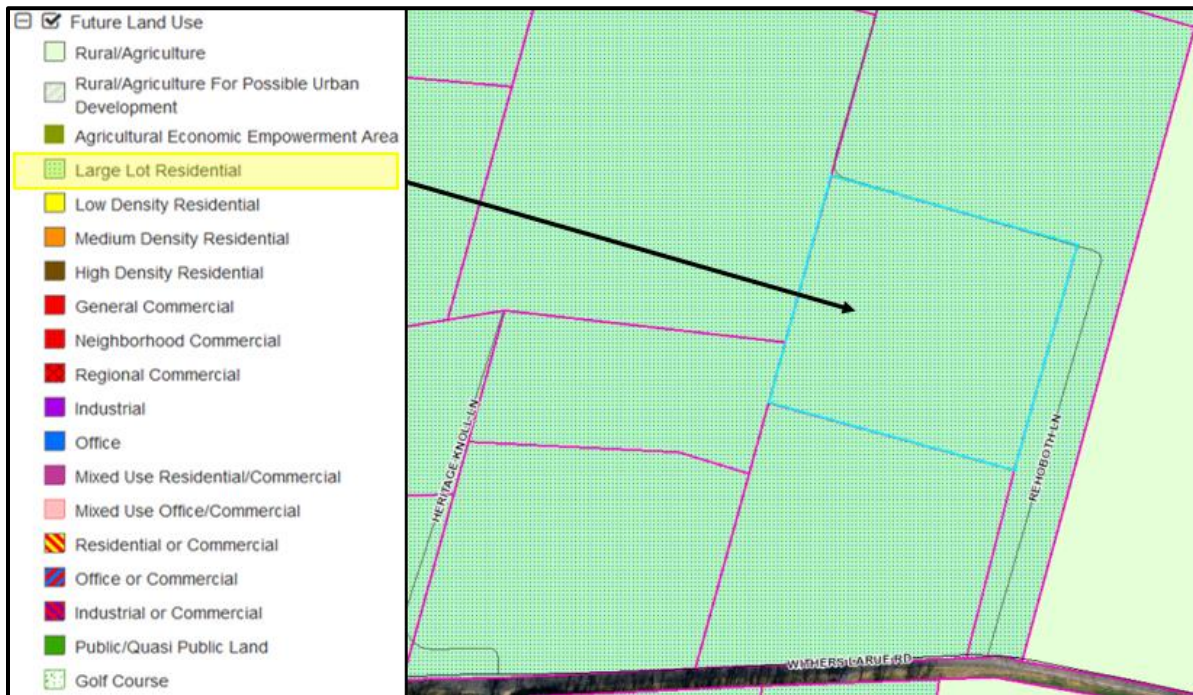 Future Land Use
Rural/Agriculture
Rural/Agriculture For Possible Urban
Development
Agricultural Economic Empowerment Area
Large Lot Residential
Low Density Residential
Medium Density Residential
High Density Residential
General Commercial
Neighborhood Commercial
Regional Commercial
Industrial
Office
Mixed Use Residential/Commercial
Mixed Use Office/Commercial
Residential or Commercial
Office or Commercial
Industrial or Commercial
Public/Quasi Public Land
Golf Course
HERITAGE KNOLL LN
REHOBOTH LN
WITHERS LARUE RD